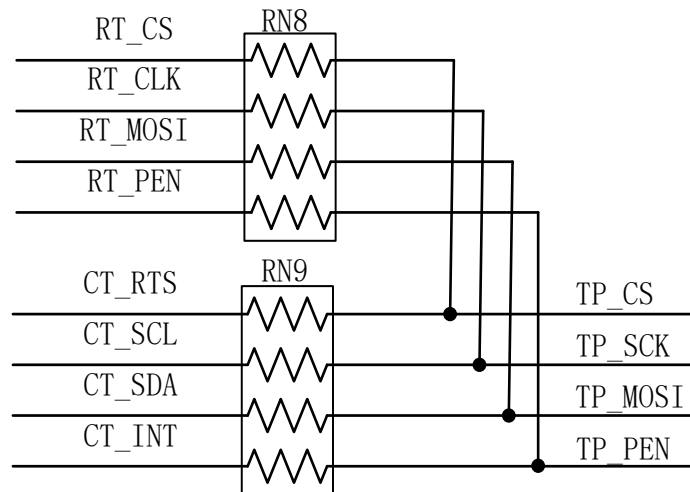 RN8
RT_CS
RT_CLK
RT_MOSI
RT_PEN
RN9
CT_RTS
CT_SCL
CT_SDA
CT_INT
TP_CS
TP_SCK
TP_MOSI
TP_PEN